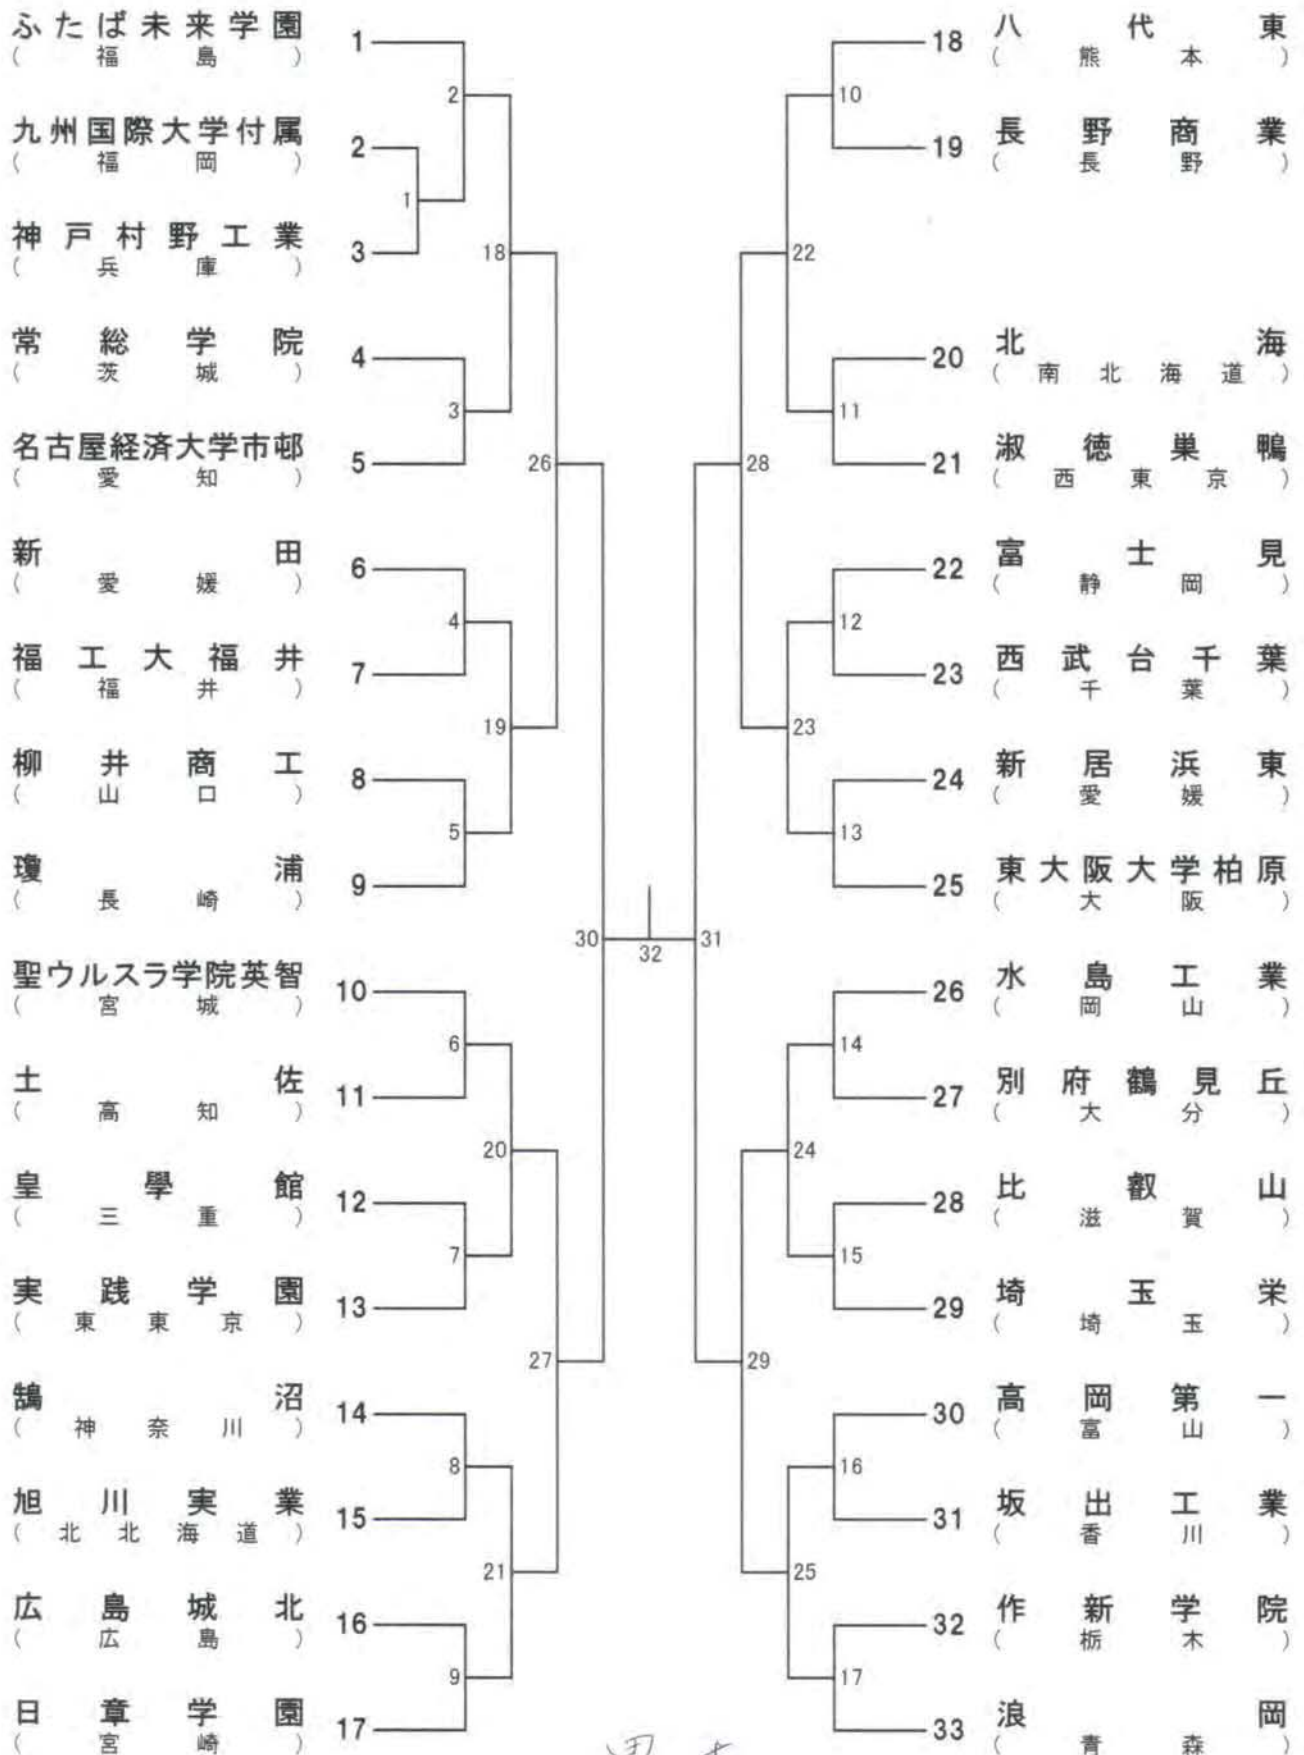 ふたば未来学園
（福島）
1
九州国際大学付属
（福岡）
2
神戸村野工業
（兵庫）
3
常総学院
（茨城）
4
名古屋経済大学市邨
（愛知）
5
新田
（愛媛）
6
福工大福井
（福井）
7
柳井商工
（山口）
8
瓊浦
（長崎）
9
聖ウルスラ学院英智
（宮城）
10
土佐
（高知）
11
皇學館
（三重）
12
実践学園
（東東京）
13
鵠沼
（神奈川）
14
旭川実業
（北北海道）
15
広島城北
（広島）
16
日章学園
（宮崎）
17
2
1
18
3
26
4
19
5
30
6
20
7
27
8
21
9
32
31
10
22
11
28
12
23
13
14
24
15
29
16
25
17
18
八代東
（熊本）
19
長野商業
（長野）
20
北海
（南北海道）
21
淑徳巣鴨
（西東京）
22
富士見
（静岡）
23
西武台千葉
（千葉）
24
新居浜東
（愛媛）
25
東大阪大学柏原
（大阪）
26
水島工業
（岡山）
27
別府鶴見丘
（大分）
28
比叡山
（滋賀）
29
埼玉栄
（埼玉）
30
高岡第一
（富山）
31
坂出工業
（香川）
32
作新学院
（栃木）
33
浪岡
（青森）